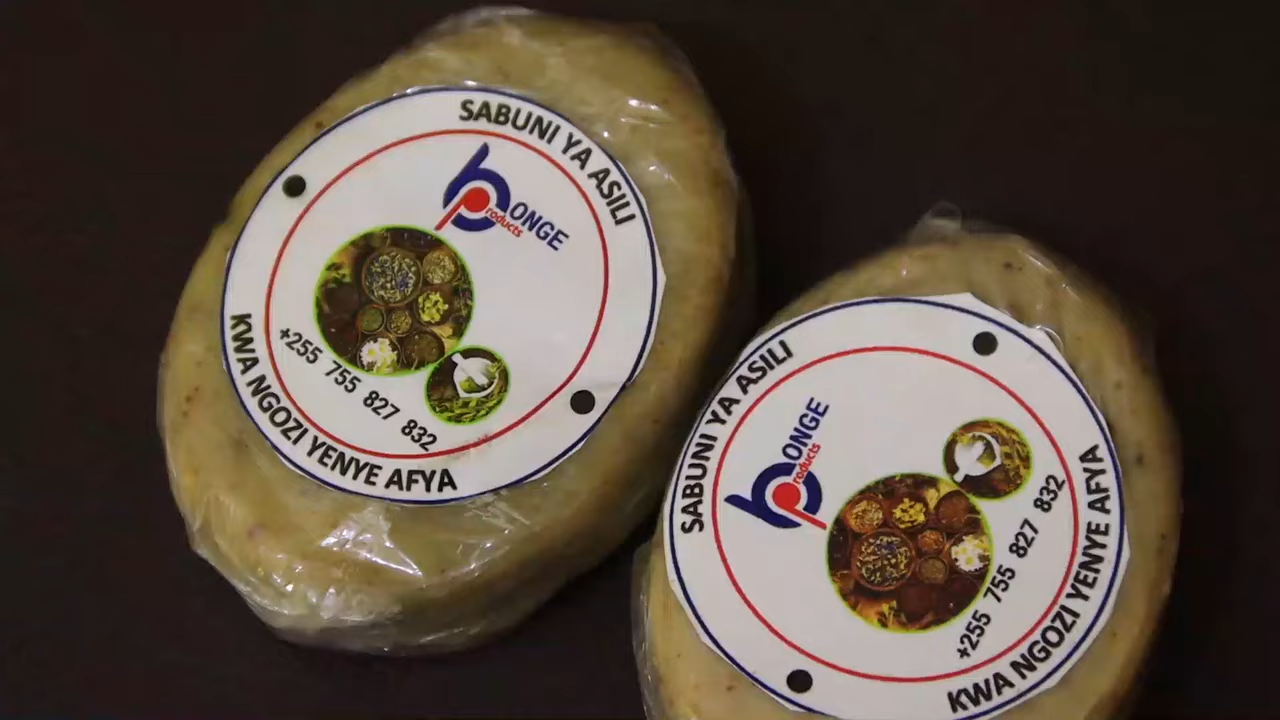 SABUNI YA ASILI
bONGE
Products
+255 755 827 832
KWA NGOZI YENYE AFYA
SABUNI YA ASILI
bONGE
Products
+255 755 827 832
KWA NGOZI YENYE AFYA